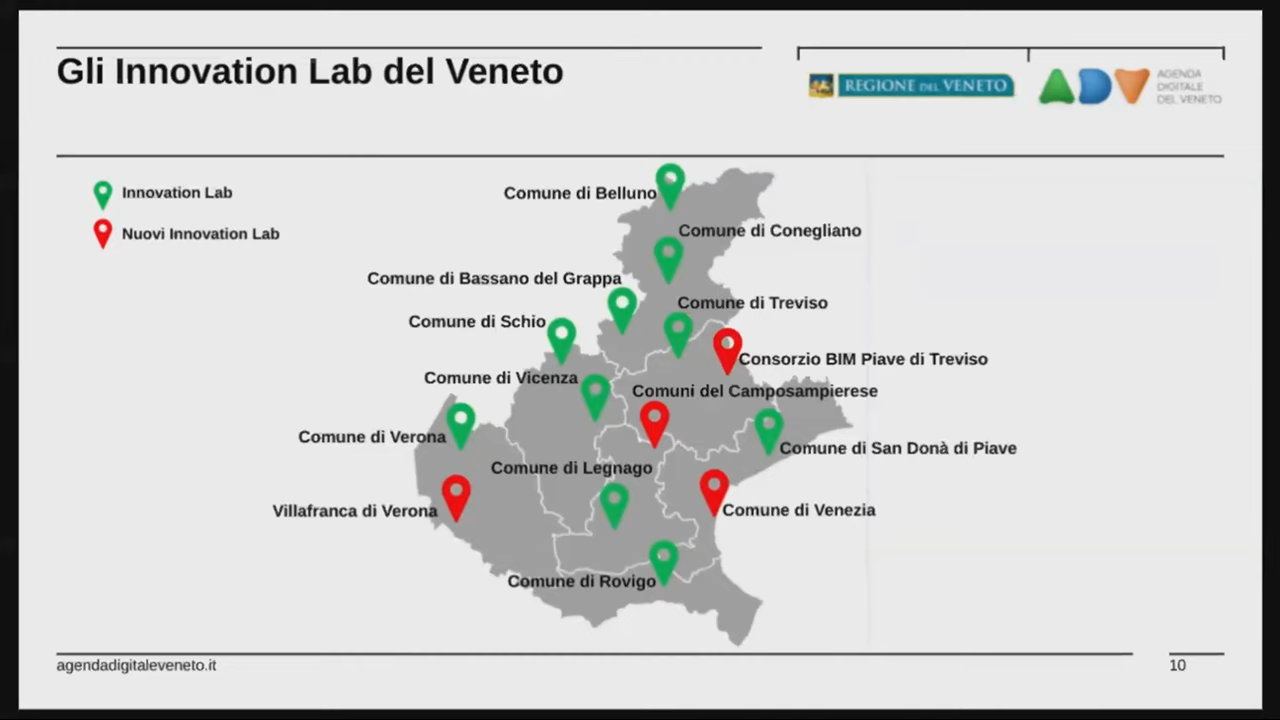 Gli Innovation Lab del Veneto
REGIONE DEL VENETO
AGENDA
DIGITALE
DEL VENETO
Innovation Lab
Nuovi Innovation Lab
Comune di Belluno
Comune di Conegliano
Comune di Bassano del Grappa
Comune di Treviso
Comune di Schio
Consorzio BIM Piave di Treviso
Comune di Vicenza
Comuni del Camposampierese
Comune di Verona
Comune di San Donà di Piave
Comune di Legnago
Villafranca di Verona
Comune di Venezia
Comune di Rovigo
agendadigitaleveneto.it
10